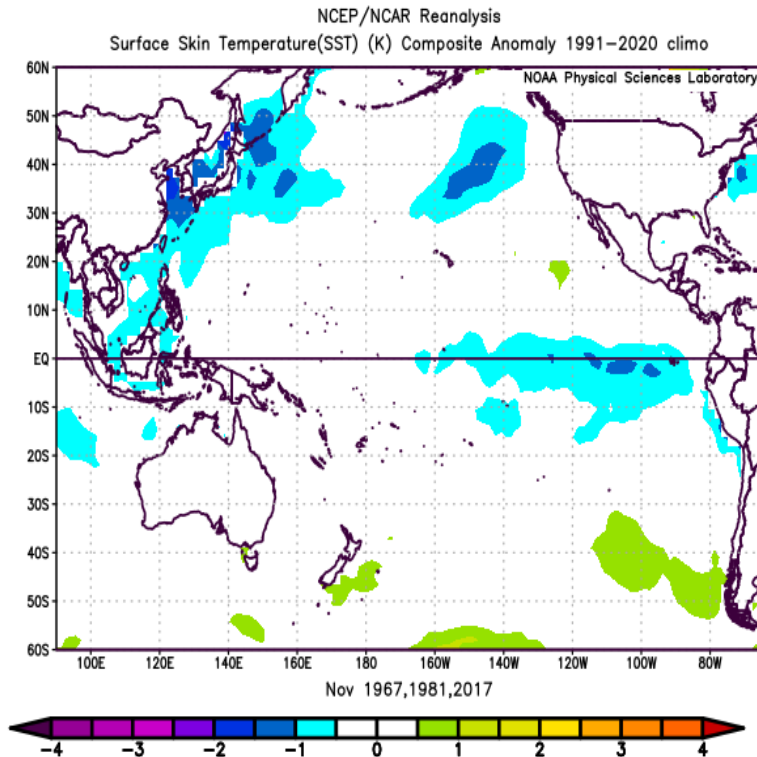 NCEP/NCAR Reanalysis
Surface Skin Temperature(SST) (K) Composite Anomaly 1991-2020 climo
NOAA Physical Sciences Laboratory
60N
50N
40N
30N
20N
10N
EQ
10S
20S
30S
40S
50S
60S
100E 120E 140E 160E 180 160W 140W 120W 100W 80W
Nov 1967,1981,2017
-4 -3 -2 -1 0 1 2 3 4